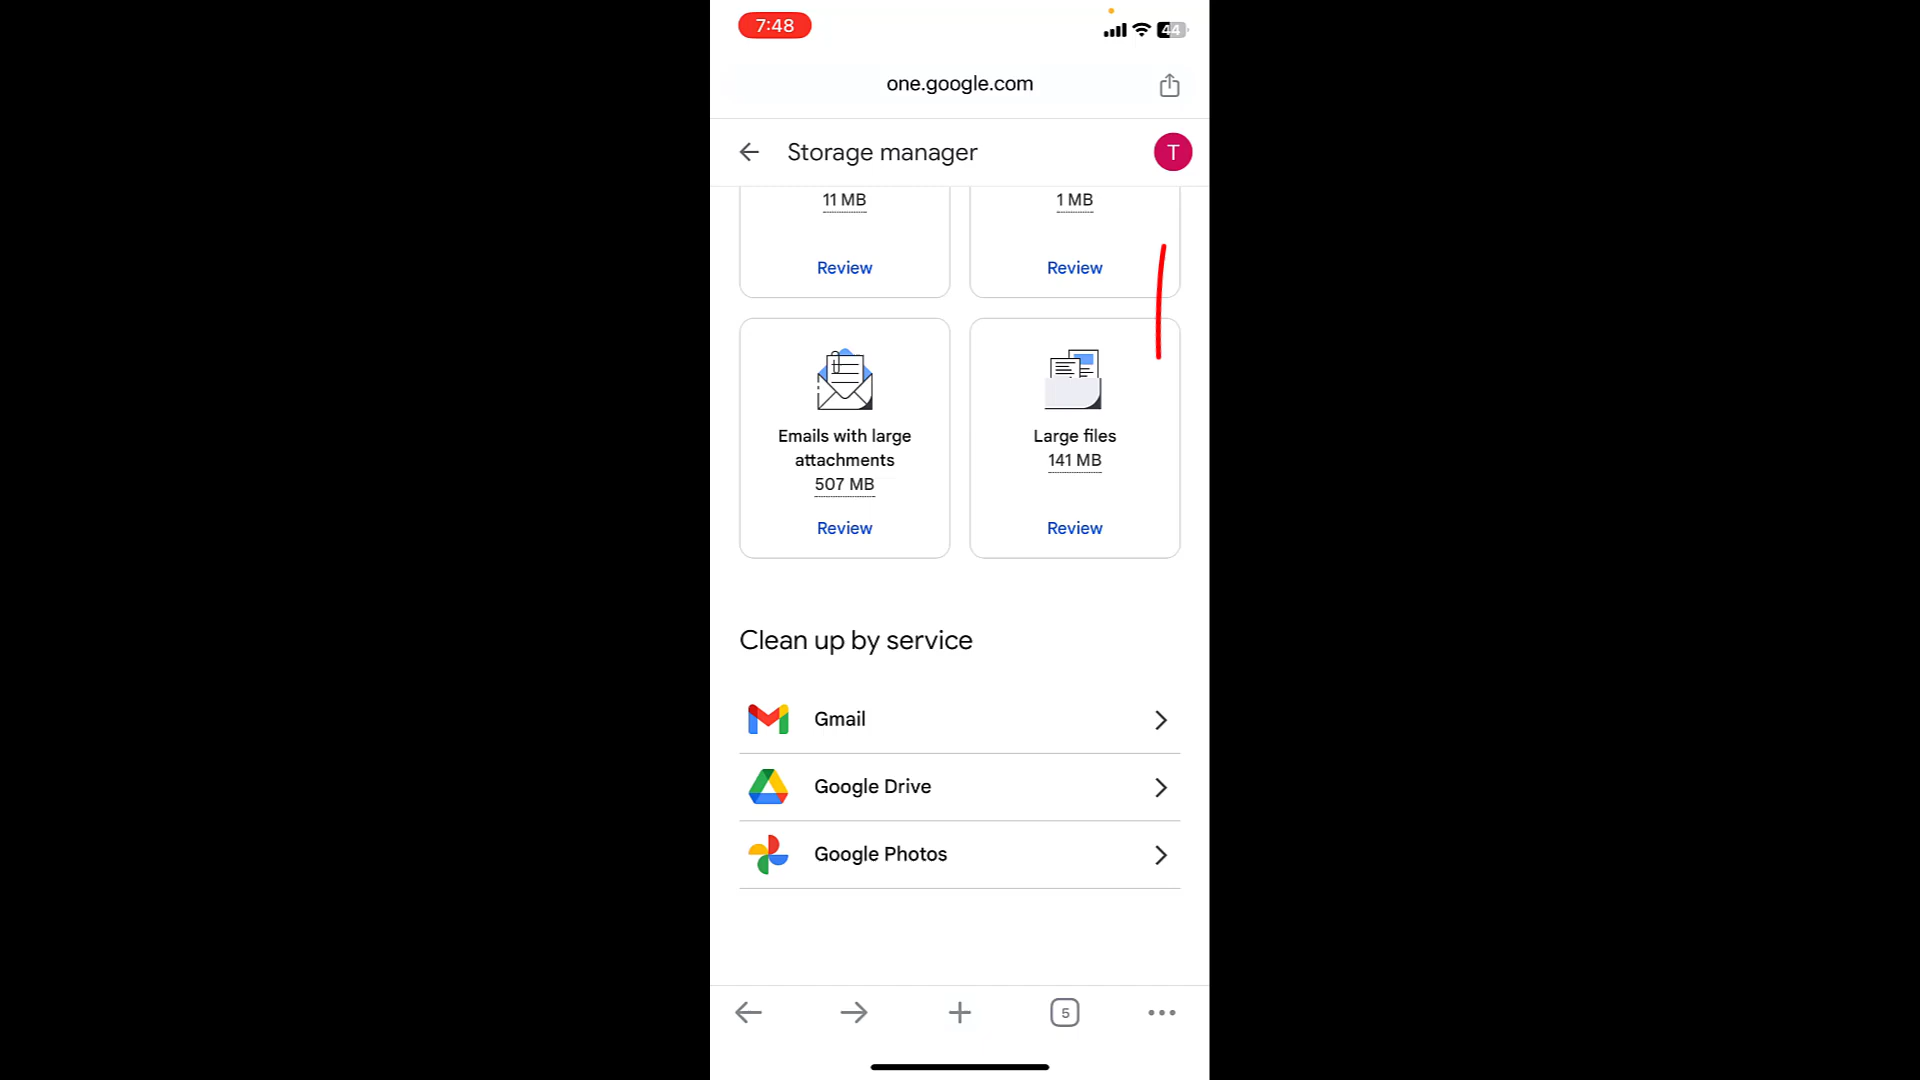 7:48
44
one.google.com
Storage manager
T
11 MB
1 MB
Review
Review
Emails with large
attachments
507 MB
Review
Large files
141 MB
Review
Clean up by service
Gmail
Google Drive
Google Photos
5